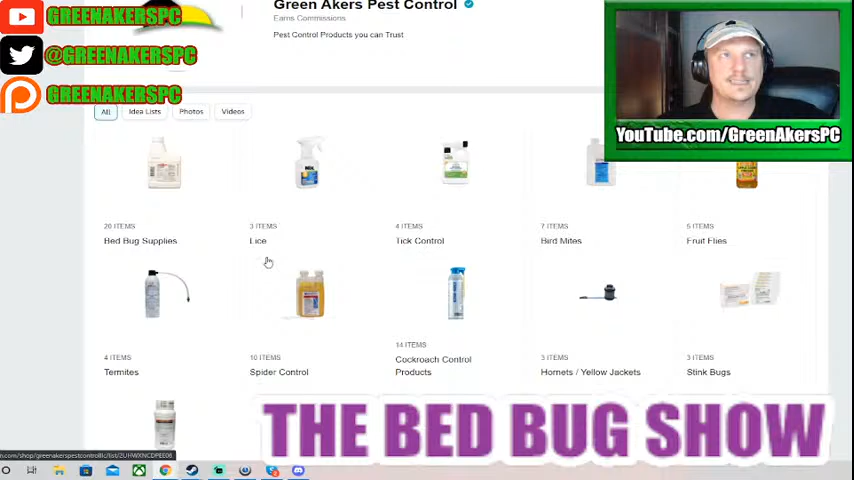 Green Akers Pest Control
Earns Commissions
Pest Control Products you can Trust
GREENAKERSPC
@GREENAKERSPC
GREENAKERSPC
YouTube.com/GreenAkersPC
All
Idea Lists
Photos
Videos
20 ITEMS
Bed Bug Supplies
3 ITEMS
Lice
4 ITEMS
Tick Control
7 ITEMS
Bird Mites
5 ITEMS
Fruit Flies
4 ITEMS
Termites
10 ITEMS
Spider Control
14 ITEMS
Cockroach Control
Products
3 ITEMS
Hornets / Yellow Jackets
3 ITEMS
Stink Bugs
THE BED BUG SHOW